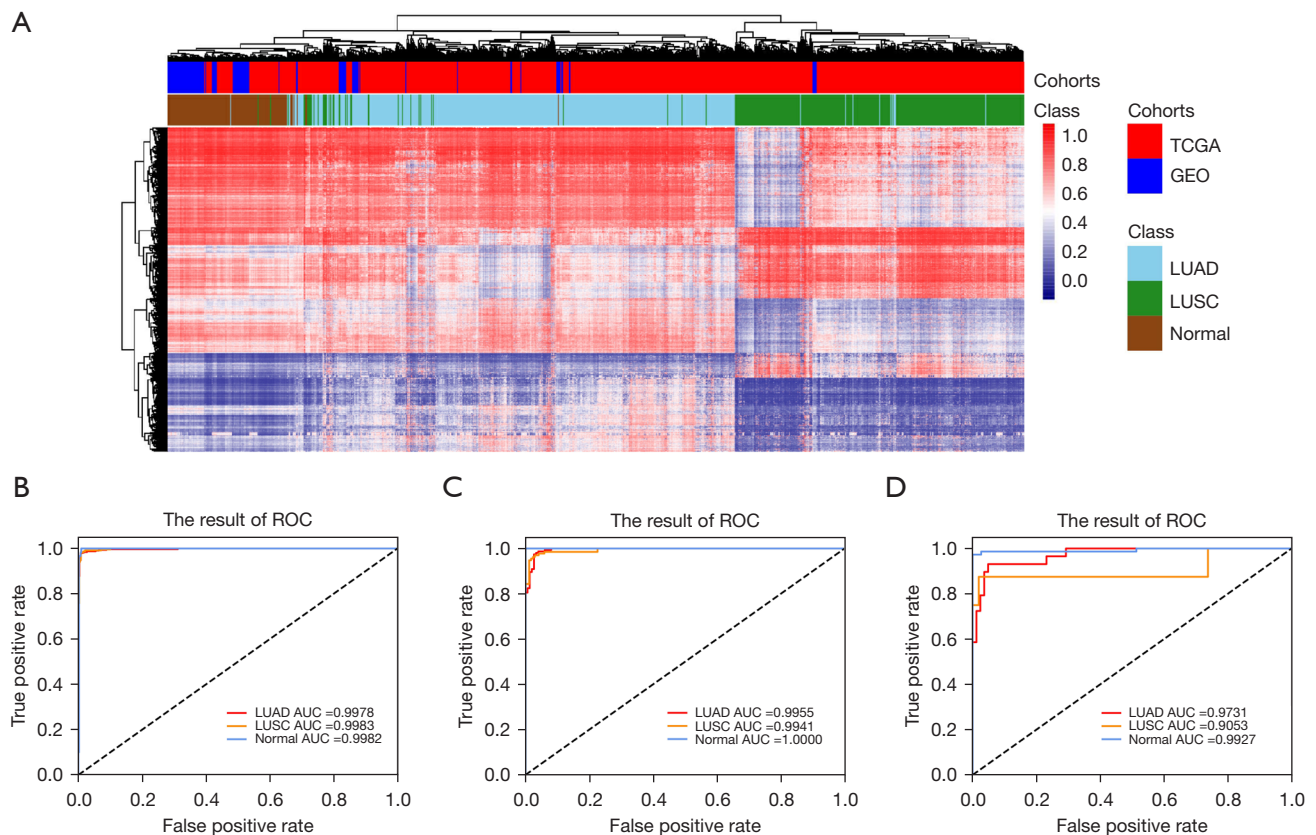 A
Cohorts
Class
1.0
0.8
0.6
0.4
0.2
0.0
Cohorts
TCGA
GEO
Class
LUAD
LUSC
Normal
B
The result of ROC
True positive rate
1.0
0.8
0.6
0.4
0.2
0.0
LUAD AUC =0.9978
LUSC AUC =0.9983
Normal AUC =0.9982
0.0 0.2 0.4 0.6 0.8 1.0
False positive rate
C
The result of ROC
True positive rate
1.0
0.8
0.6
0.4
0.2
0.0
LUAD AUC =0.9955
LUSC AUC =0.9941
Normal AUC =1.0000
0.0 0.2 0.4 0.6 0.8 1.0
False positive rate
D
The result of ROC
True positive rate
1.0
0.8
0.6
0.4
0.2
0.0
LUAD AUC =0.9731
LUSC AUC =0.9053
Normal AUC =0.9927
0.0 0.2 0.4 0.6 0.8 1.0
False positive rate